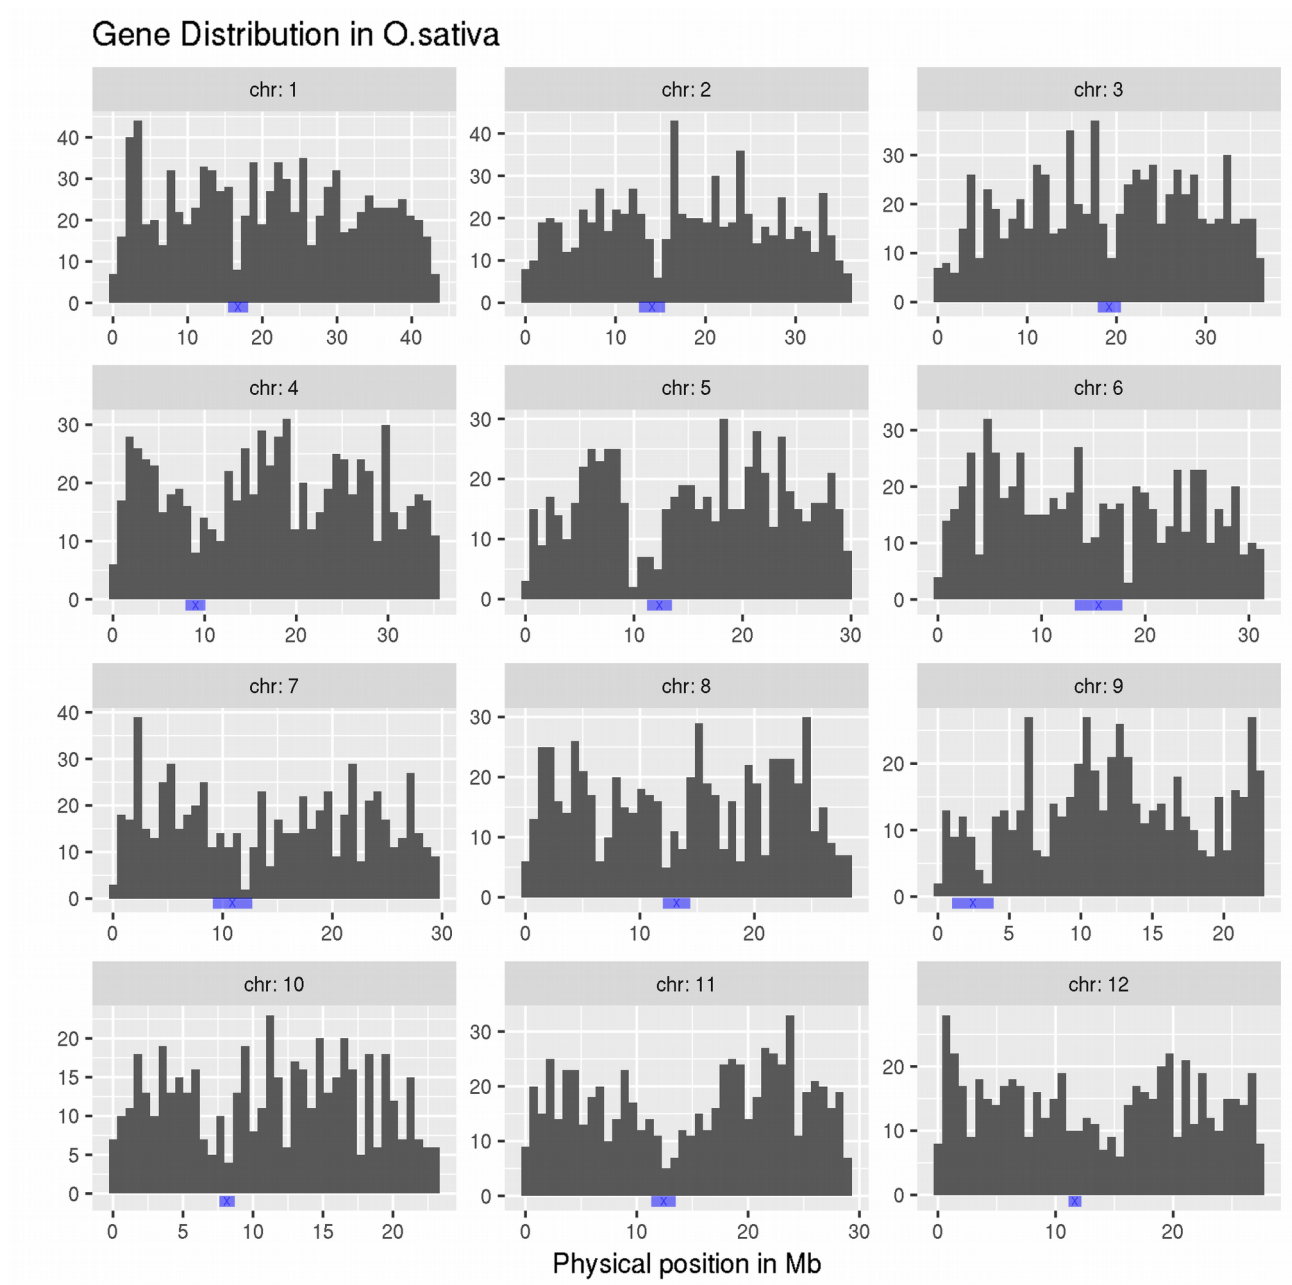 Gene Distribution in O.sativa
chr: 1 chr: 2 chr: 3
40
30
20
10
0
0 10 20 30 40
X
40
30
20
10
0
0 10 20 30
X
30
20
10
0
0 10 20 30
X
chr: 4 chr: 5 chr: 6
30
20
10
0
0 10 20 30
X
30
20
10
0
0 10 20 30
X
30
20
10
0
0 10 20 30
X
chr: 7 chr: 8 chr: 9
40
30
20
10
0
0 10 20 30
X
30
20
10
0
0 10 20
X
20
10
0
0 5 10 15 20
X
chr: 10 chr: 11 chr: 12
20
15
10
5
0
0 5 10 15 20
X
30
20
10
0
0 10 20 30
X
20
10
0
0 10 20
X
Physical position in Mb